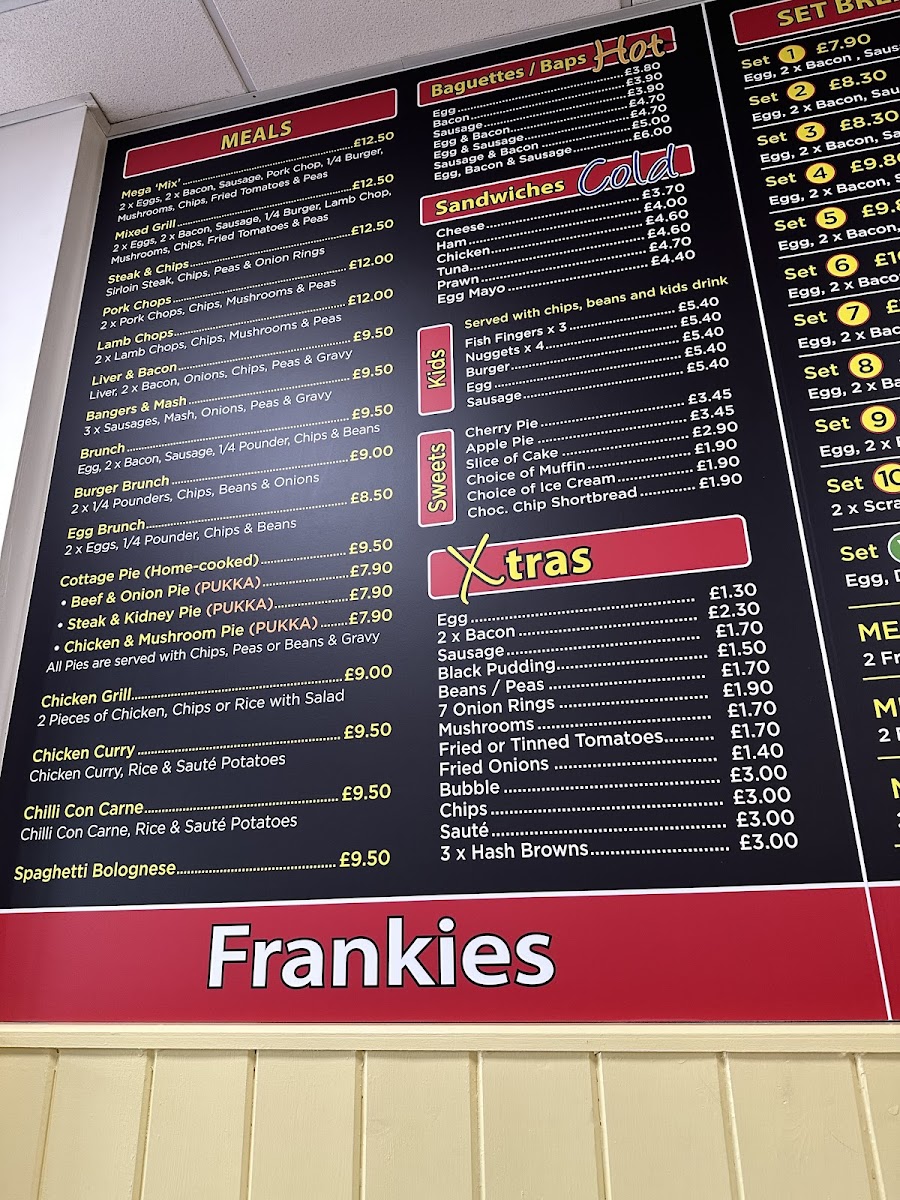 MEALS
Mega 'Mix' £12.50
2 x Eggs, 2 x Bacon, Sausage, Pork Chop, 1/4 Burger,
Mushrooms, Chips, Fried Tomatoes & Peas
Mixed Grill £12.50
2 x Eggs, 2 x Bacon, Sausage, 1/4 Burger, Lamb Chop,
Mushrooms, Chips, Fried Tomatoes & Peas
Steak & Chips £12.50
Sirloin Steak, Chips, Peas & Onion Rings
Pork Chops £12.00
2 x Pork Chops, Chips, Mushrooms & Peas
Lamb Chops £12.00
2 x Lamb Chops, Chips, Mushrooms & Peas
Liver & Bacon £9.50
Liver, 2 x Bacon, Onions, Chips, Peas & Gravy
Bangers & Mash £9.50
3 x Sausages, Mash, Onions, Peas & Gravy
Brunch £9.50
Egg, 2 x Bacon, Sausage, 1/4 Pounder, Chips & Beans
Burger Brunch £9.00
2 x 1/4 Pounders, Chips, Beans & Onions
Egg Brunch £8.50
2 x Eggs, 1/4 Pounder, Chips & Beans
Cottage Pie (Home-cooked) £9.50
• Beef & Onion Pie (PUKKA) £7.90
• Steak & Kidney Pie (PUKKA) £7.90
• Chicken & Mushroom Pie (PUKKA) £7.90
All Pies are served with Chips, Peas or Beans & Gravy
Chicken Grill £9.00
2 Pieces of Chicken, Chips or Rice with Salad
Chicken Curry £9.50
Chicken Curry, Rice & Sauté Potatoes
Chilli Con Carne £9.50
Chilli Con Carne, Rice & Sauté Potatoes
Spaghetti Bolognese £9.50
Baguettes / Baps Hot
Egg £3.80
Bacon £3.90
Sausage £3.90
Egg & Bacon £4.70
Egg & Sausage £4.70
Sausage & Bacon £5.00
Egg, Bacon & Sausage £6.00
Sandwiches Cold
Cheese £3.70
Ham £4.00
Chicken £4.60
Tuna £4.60
Prawn £4.70
Egg Mayo £4.40
Kids
Served with chips, beans and kids drink
Fish Fingers x 3 £5.40
Nuggets x 4 £5.40
Burger £5.40
Egg £5.40
Sausage £5.40
Sweets
Cherry Pie £3.45
Apple Pie £3.45
Slice of Cake £2.90
Choice of Muffin £1.90
Choice of Ice Cream £1.90
Choc. Chip Shortbread £1.90
Xtras
Egg £1.30
2 x Bacon £2.30
Sausage £1.70
Black Pudding £1.50
Beans / Peas £1.70
7 Onion Rings £1.90
Mushrooms £1.70
Fried or Tinned Tomatoes £1.70
Fried Onions £1.40
Bubble £3.00
Chips £3.00
Sauté £3.00
3 x Hash Browns £3.00
SET
Set 1 £7.90
Egg, 2 x Bacon,
Set 2 £8.30
Egg, 2 x Bacon,
Set 3 £8.30
Egg, 2 x Bacon,
Set 4
Egg, 2 x Bacon,
Set 5
Egg, 2 x Bacon,
Set 6
Egg, 2 x
Set 7
Egg, 2 x
Set 8
Egg, 2 x
Set 9
Egg, 2 x
Set 10
2 x
Set
Egg,
2
2
Frankies